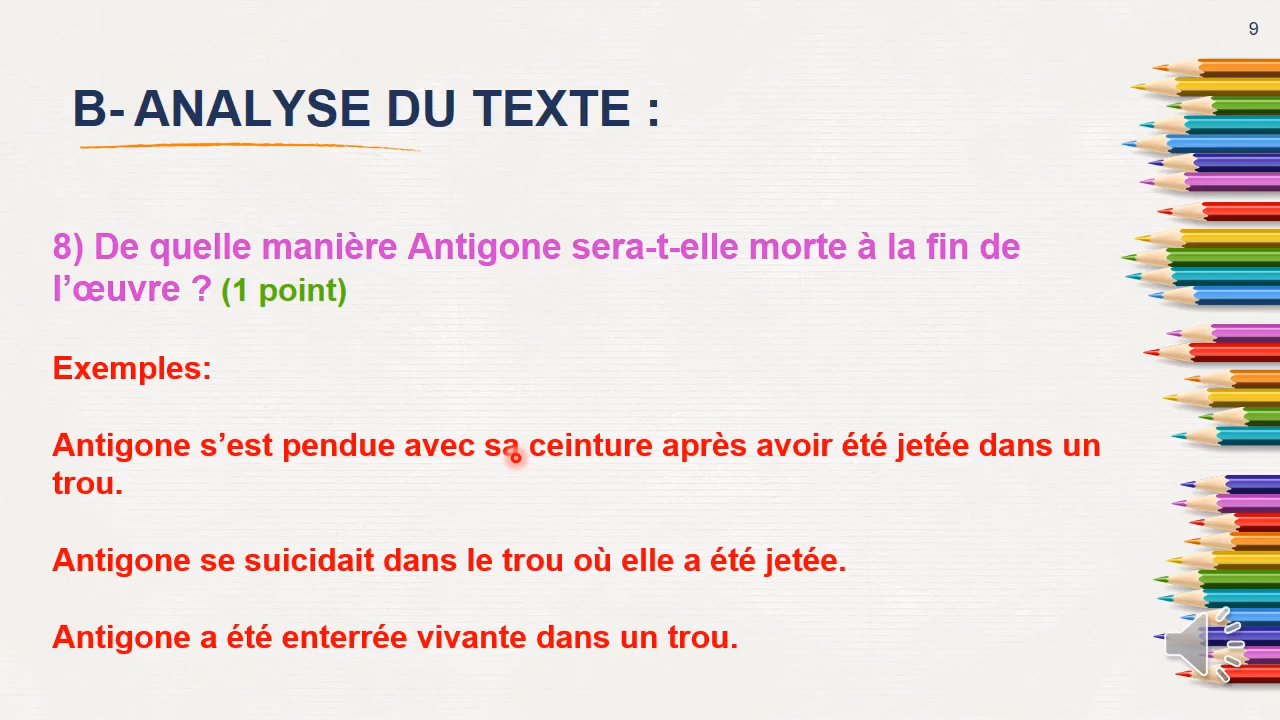 9
B- ANALYSE DU TEXTE :
8) De quelle manière Antigone sera-t-elle morte à la fin de
l’œuvre ? (1 point)
Exemples:
Antigone s’est pendue avec sa ceinture après avoir été jetée dans un
trou.
Antigone se suicidait dans le trou où elle a été jetée.
Antigone a été enterrée vivante dans un trou.